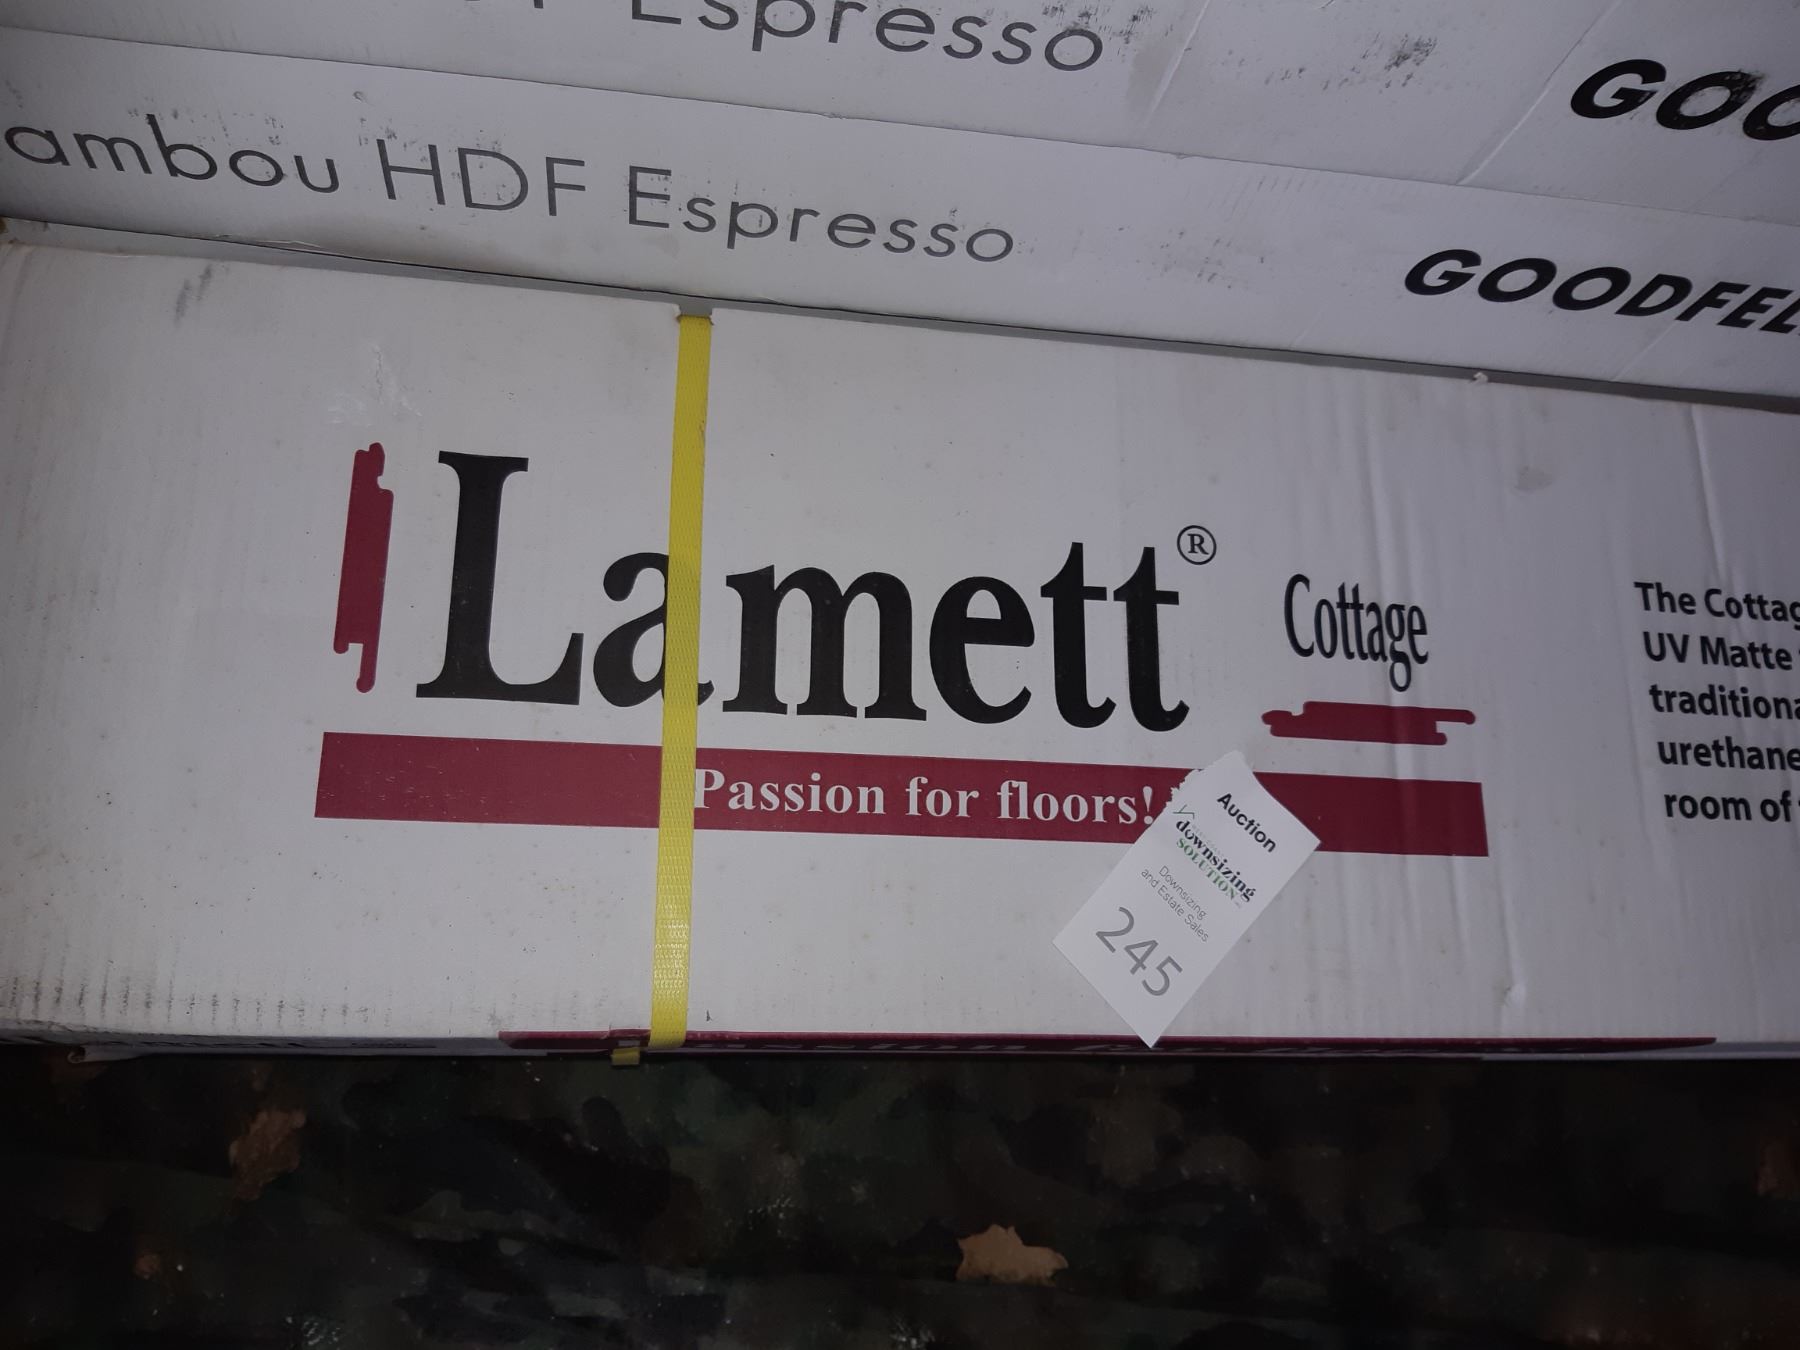 Espresso
GOO
ambou HDF Espresso
GOODFEL
Lamett®
Cottage
Passion for floors!
The Cottag
UV Matte
tradition
urethane
room of
Auction
downsizing
SOLUTION
Downsizing
and Estate Sales
245